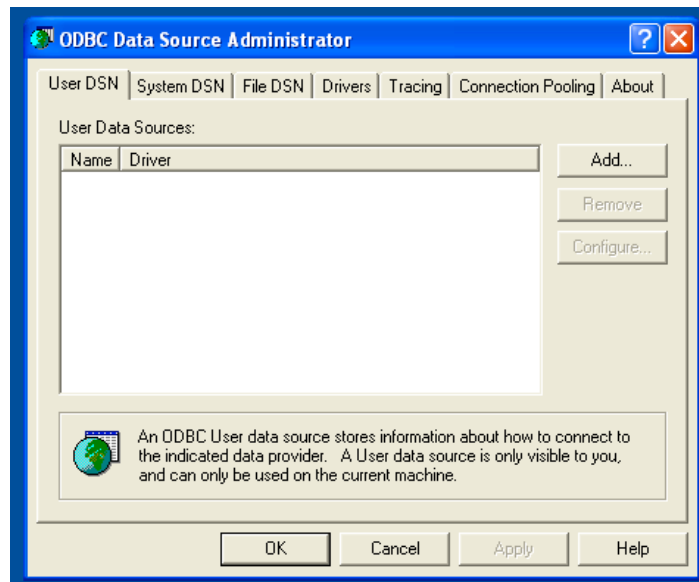 ODBC Data Source Administrator
User DSN System DSN File DSN Drivers Tracing Connection Pooling About
User Data Sources:
Name Driver
Add...
Remove
Configure...
An ODBC User data source stores information about how to connect to
the indicated data provider. A User data source is only visible to you,
and can only be used on the current machine.
OK Cancel Apply Help